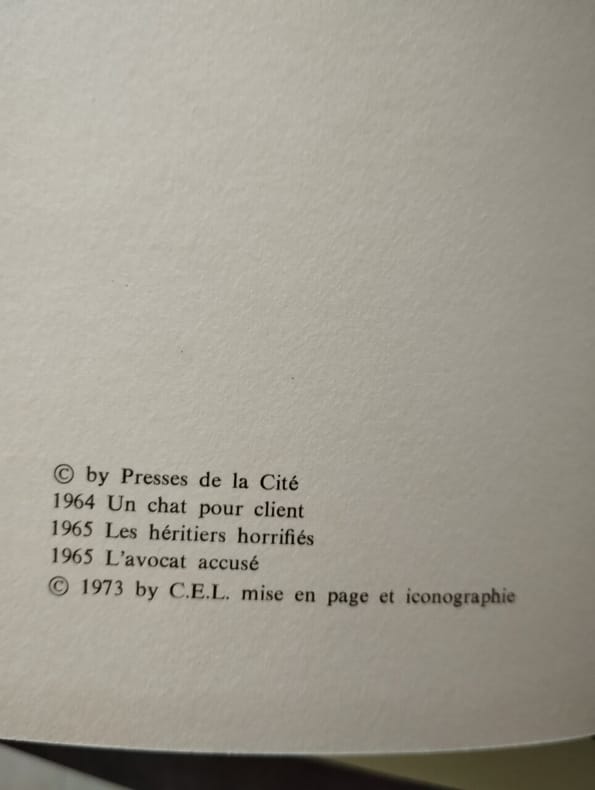 © by Presses de la Cité
1964 Un chat pour client
1965 Les héritiers horrifiés
1965 L'avocat accusé
© 1973 by C.E.L. mise en page et iconographie